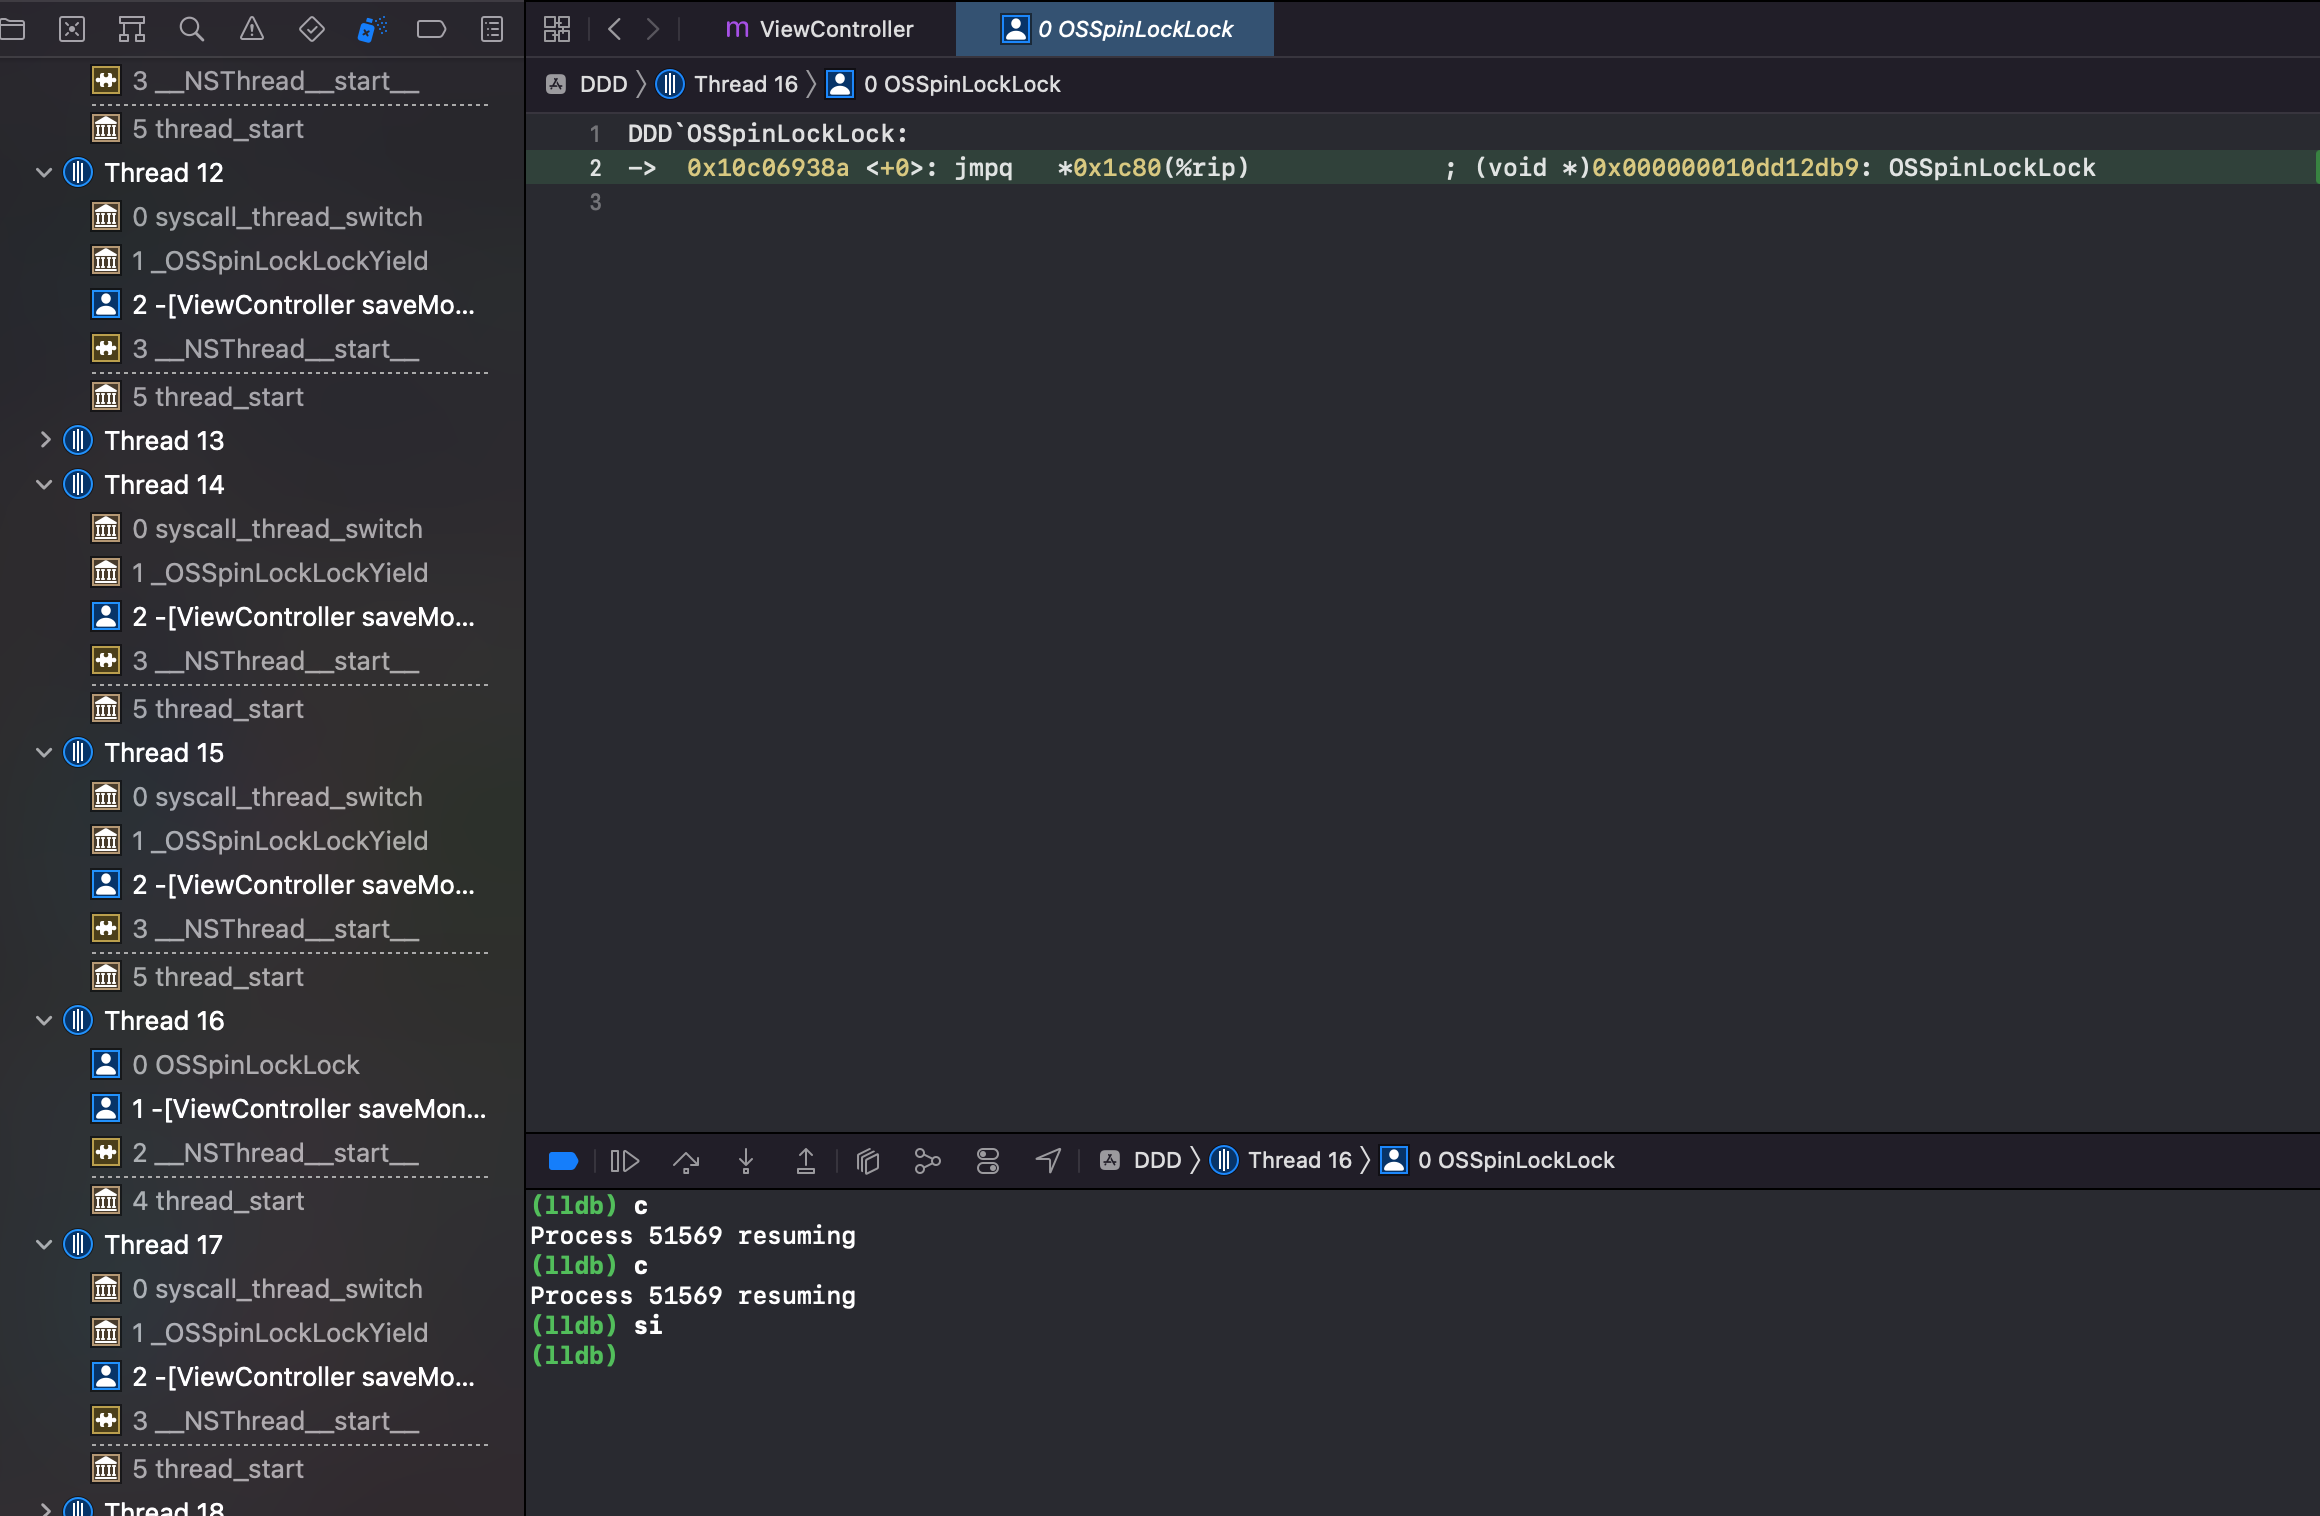 3 __NSThread__start__
5 thread_start
Thread 12
0 syscall_thread_switch
1 _OSSpinLockLockYield
2 -[ViewController saveMo...
3 __NSThread__start__
5 thread_start
Thread 13
Thread 14
0 syscall_thread_switch
1 _OSSpinLockLockYield
2 -[ViewController saveMo...
3 __NSThread__start__
5 thread_start
Thread 15
0 syscall_thread_switch
1 _OSSpinLockLockYield
2 -[ViewController saveMo...
3 __NSThread__start__
5 thread_start
Thread 16
0 OSSpinLockLock
1 -[ViewController saveMon...
2 __NSThread__start__
4 thread_start
Thread 17
0 syscall_thread_switch
1 _OSSpinLockLockYield
2 -[ViewController saveMo...
3 __NSThread__start__
5 thread_start
Thread 18
m ViewController
0 OSSpinLockLock
DDD 〉 Thread 16 〉 0 OSSpinLockLock
1 DDD`OSSpinLockLock:
2 -> 0x10c06938a <+0>: jmpq *0x1c80(%rip) ; (void *)0x000000010dd12db9: OSSpinLockLock
3
DDD 〉 Thread 16 〉 0 OSSpinLockLock
(lldb) c
Process 51569 resuming
(lldb) c
Process 51569 resuming
(lldb) si
(lldb)